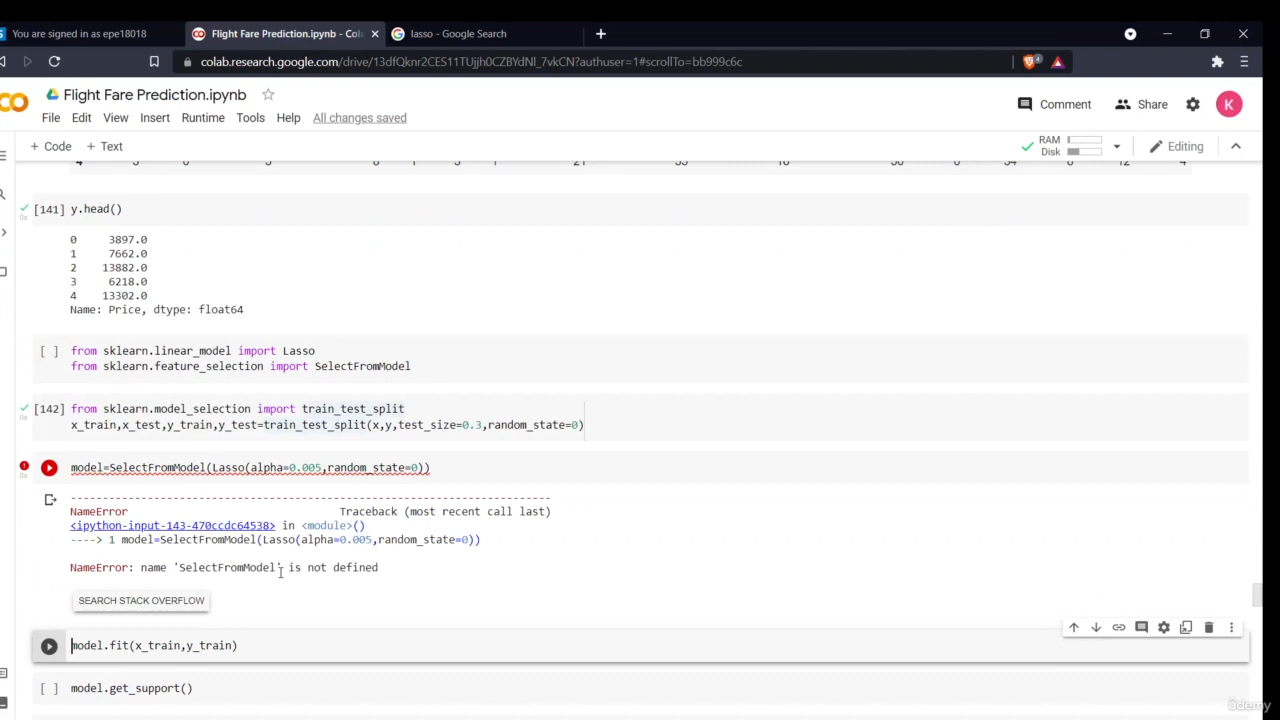 You are signed in as epe18018
Flight Fare Prediction.ipynb - Col
lasso - Google Search
colab.research.google.com/drive/13dfQknr2CES11TUjjh0CZBYdNl_7vkCN?authuser=1#scrollTo=bb999c6c
4
Flight Fare Prediction.ipynb
Comment
Share
K
File Edit View Insert Runtime Tools Help All changes saved
+ Code + Text
RAM
Disk
Editing
[141] y.head()
0s
0 3897.0
1 7662.0
2 13882.0
3 6218.0
4 13302.0
Name: Price, dtype: float64
[ ] from sklearn.linear_model import Lasso
from sklearn.feature_selection import SelectFromModel
[142] from sklearn.model_selection import train_test_split
0s
x_train,x_test,y_train,y_test=train_test_split(x,y,test_size=0.3,random_state=0)
model=SelectFromModel(Lasso(alpha=0.005,random_state=0))
0s
---------------------------------------------------------------------------
NameError Traceback (most recent call last)
<ipython-input-143-470ccdc64538> in <module>()
----> 1 model=SelectFromModel(Lasso(alpha=0.005,random_state=0))
NameError: name 'SelectFromModel' is not defined
SEARCH STACK OVERFLOW
model.fit(x_train,y_train)
[ ] model.get_support()
ûdemy